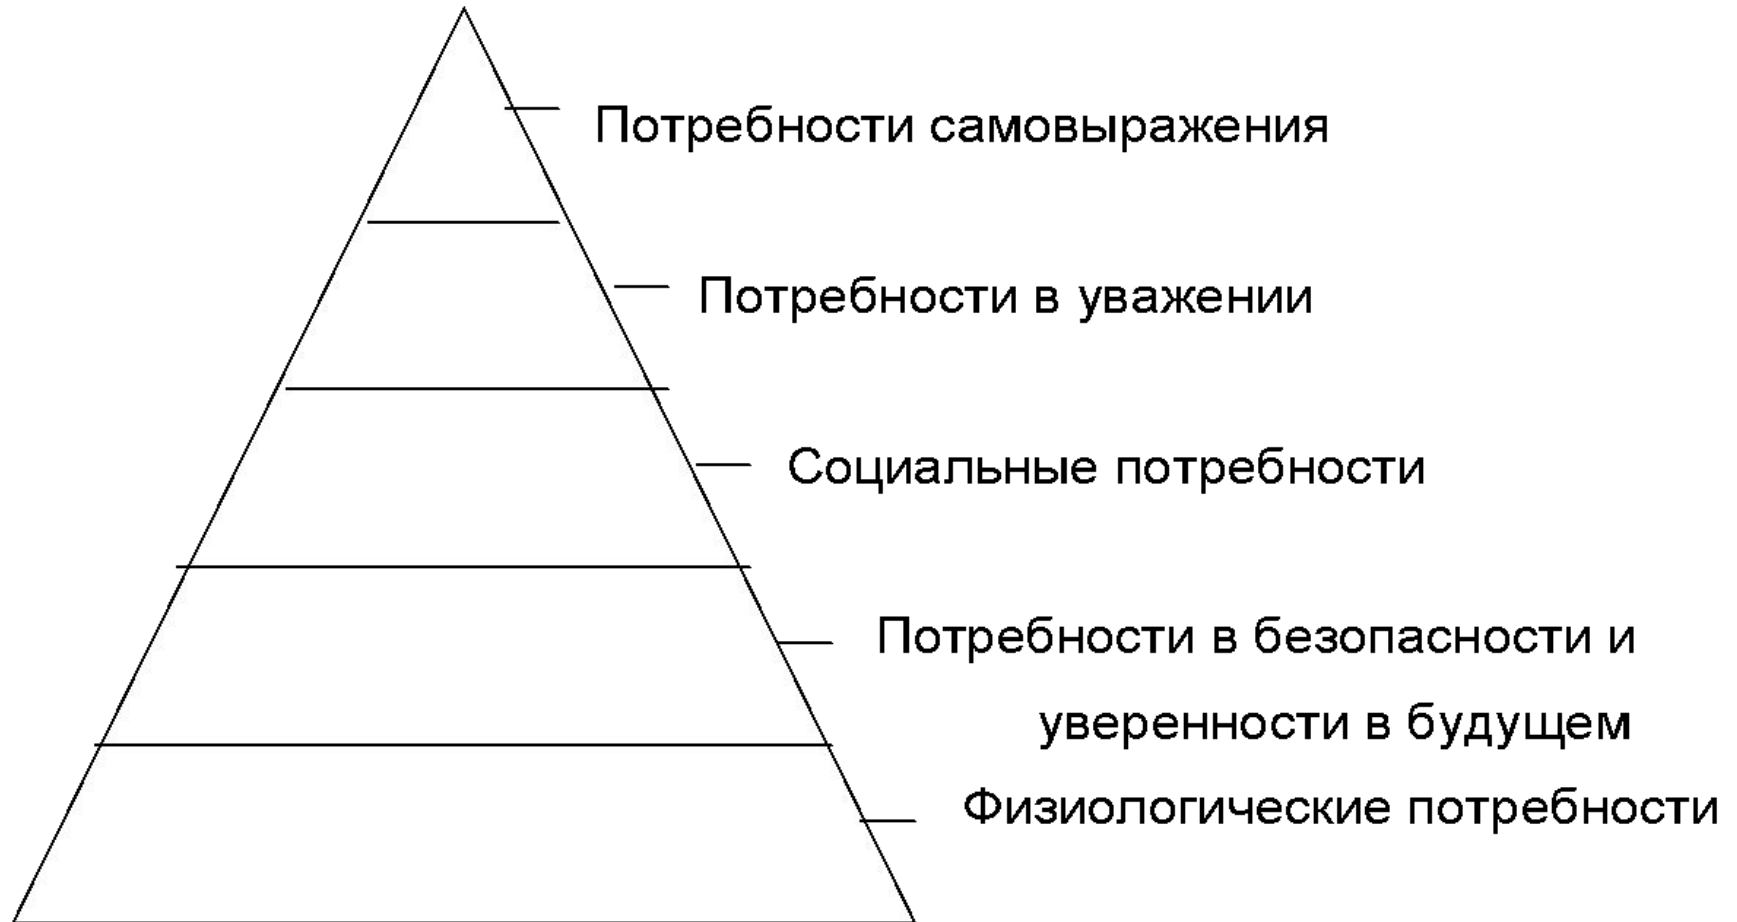 Потребности самовыражения
Потребности в уважении
Социальные потребности
Потребности в безопасности и
уверенности в будущем
Физиологические потребности